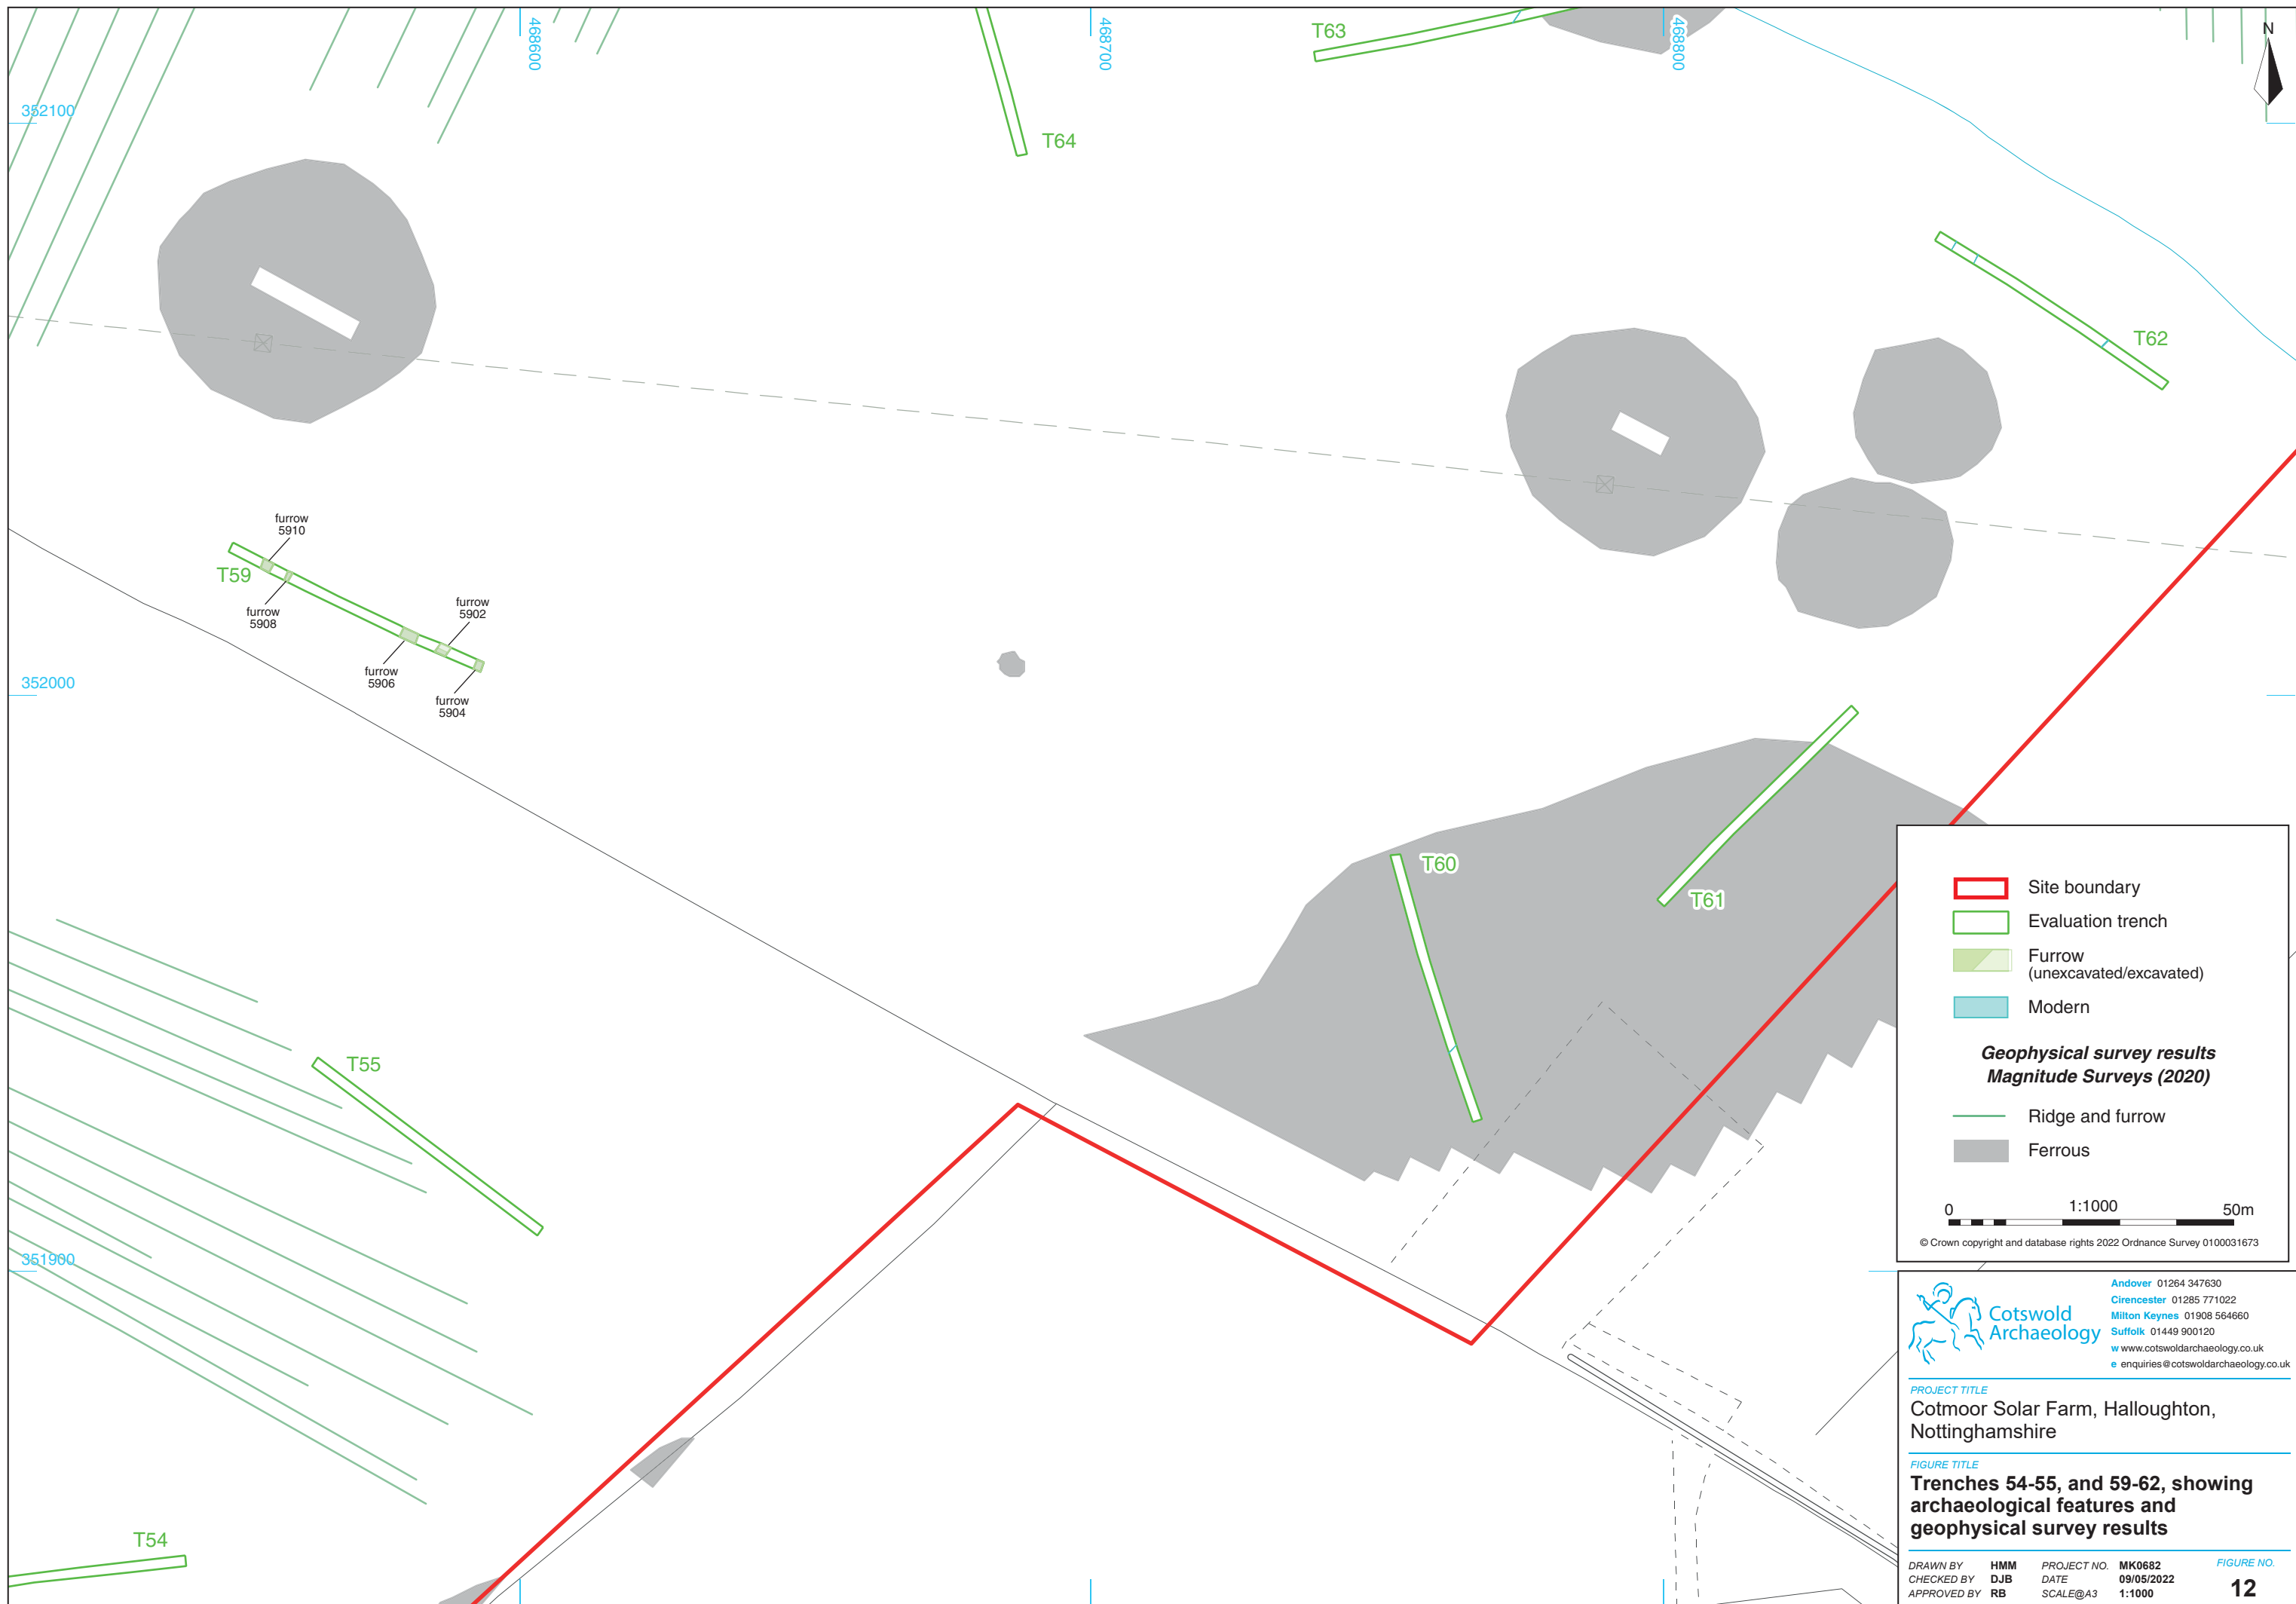 468600
468700
468800
N
352100
T63
T64
T62
furrow
5910
T59
furrow
5908
furrow
5902
furrow
5906
furrow
5904
352000
T60
T61
T55
351900
T54
Site boundary
Evaluation trench
Furrow
(unexcavated/excavated)
Modern
Geophysical survey results
Magnitude Surveys (2020)
Ridge and furrow
Ferrous
0 1:1000 50m
© Crown copyright and database rights 2022 Ordnance Survey 0100031673
Cotswold
Archaeology
Andover 01264 347630
Cirencester 01285 771022
Milton Keynes 01908 564660
Suffolk 01449 900120
w www.cotswoldarchaeology.co.uk
e enquiries@cotswoldarchaeology.co.uk
PROJECT TITLE
Cotmoor Solar Farm, Halloughton,
Nottinghamshire
FIGURE TITLE
Trenches 54-55, and 59-62, showing
archaeological features and
geophysical survey results
DRAWN BY HMM PROJECT NO. MK0682 FIGURE NO.
CHECKED BY DJB DATE 09/05/2022
APPROVED BY RB SCALE@A3 1:1000 12